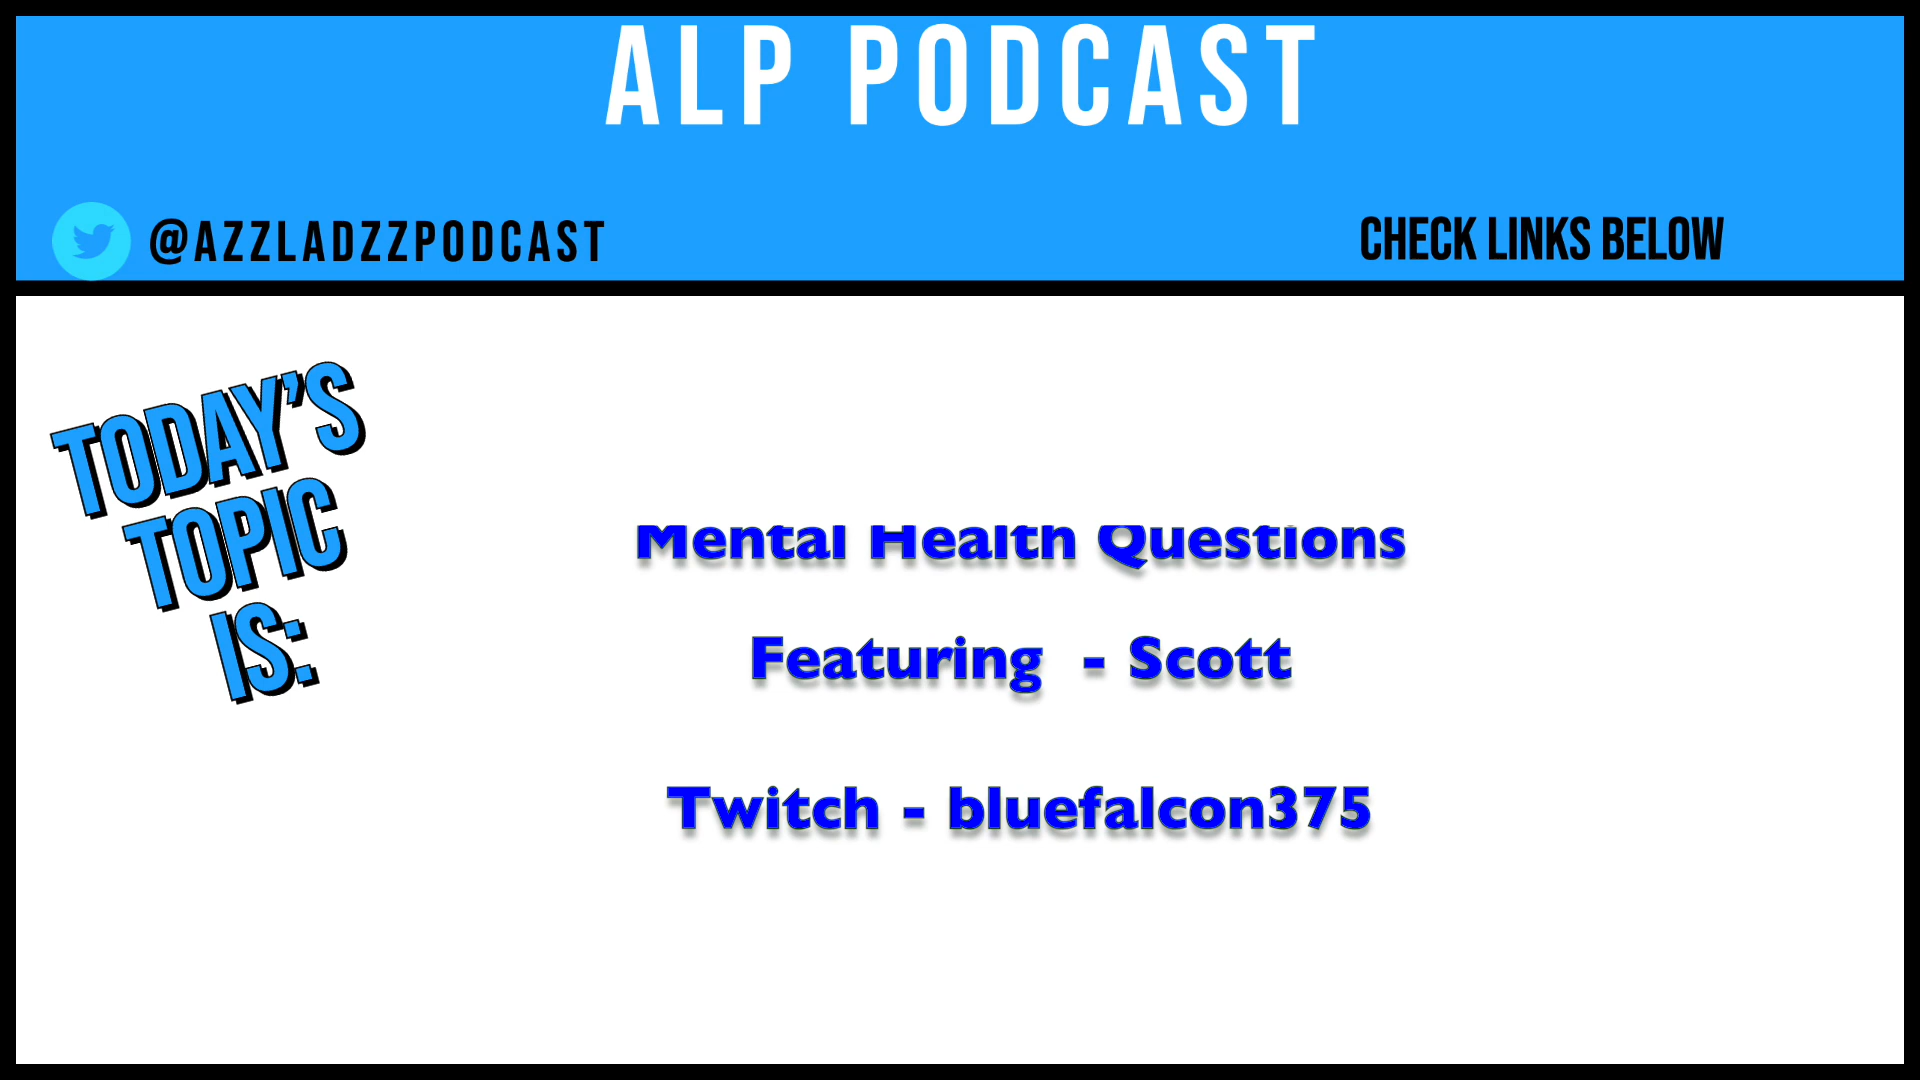 ALP PODCAST
@AZZLADZZPODCAST
CHECK LINKS BELOW
TODAY'S
TOPIC
IS:
Mental Health Questions
Featuring - Scott
Twitch - bluefalcon375